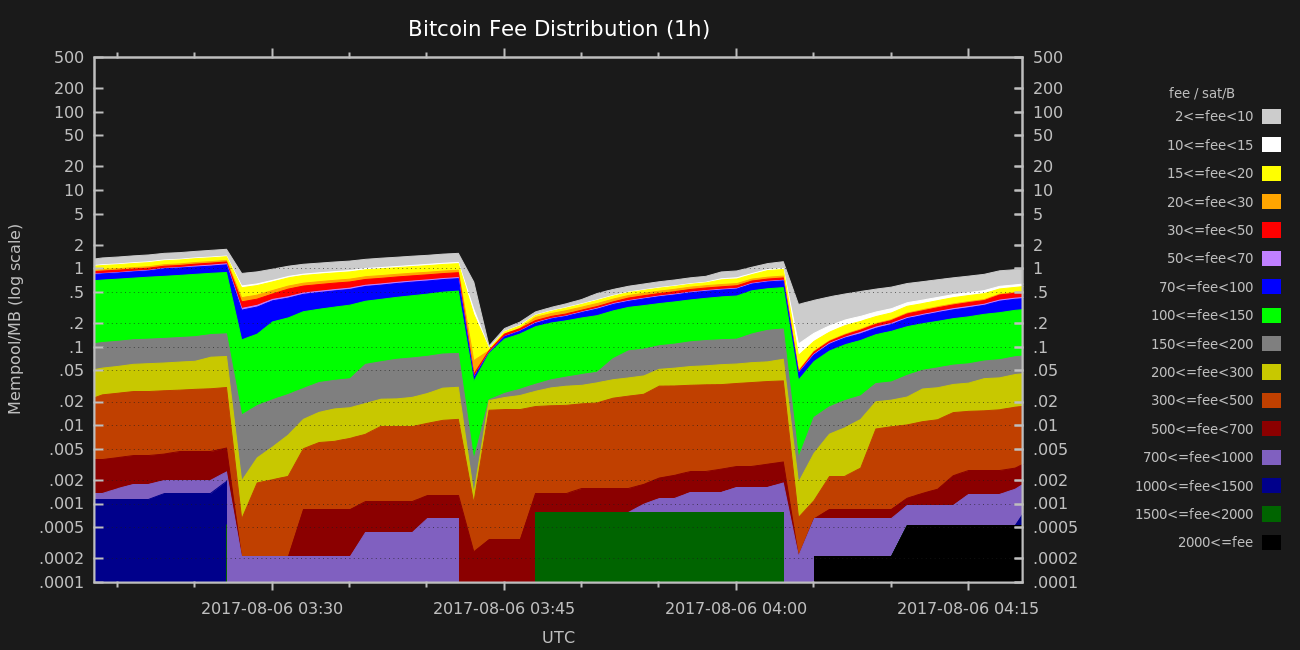 Bitcoin Fee Distribution (1h)
Mempool/MB (log scale)
500
200
100
50
20
10
5
2
1
.5
.2
.1
.05
.02
.01
.005
.002
.001
.0005
.0002
.0001
500
200
100
50
20
10
5
2
1
.5
.2
.1
.05
.02
.01
.005
.002
.001
.0005
.0002
.0001
2017-08-06 03:30
2017-08-06 03:45
2017-08-06 04:00
2017-08-06 04:15
UTC
fee / sat/B
2<=fee<10
10<=fee<15
15<=fee<20
20<=fee<30
30<=fee<50
50<=fee<70
70<=fee<100
100<=fee<150
150<=fee<200
200<=fee<300
300<=fee<500
500<=fee<700
700<=fee<1000
1000<=fee<1500
1500<=fee<2000
2000<=fee